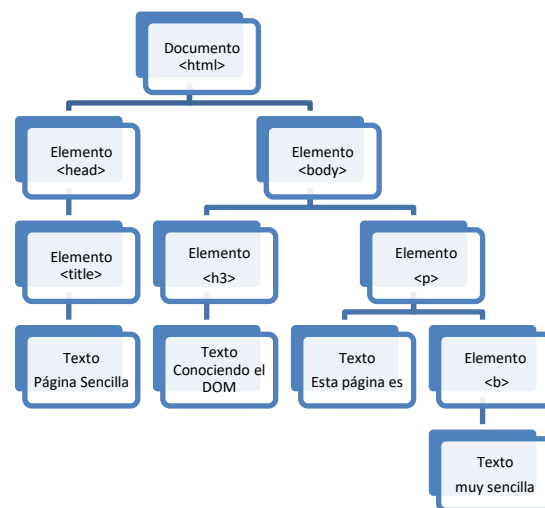 Documento
<html>
Elemento
<head>
Elemento
<body>
Elemento
<title>
Elemento
<h3>
Elemento
<p>
Texto
Página Sencilla
Texto
Conociendo el
DOM
Texto
Esta página es
Elemento
<b>
Texto
muy sencilla